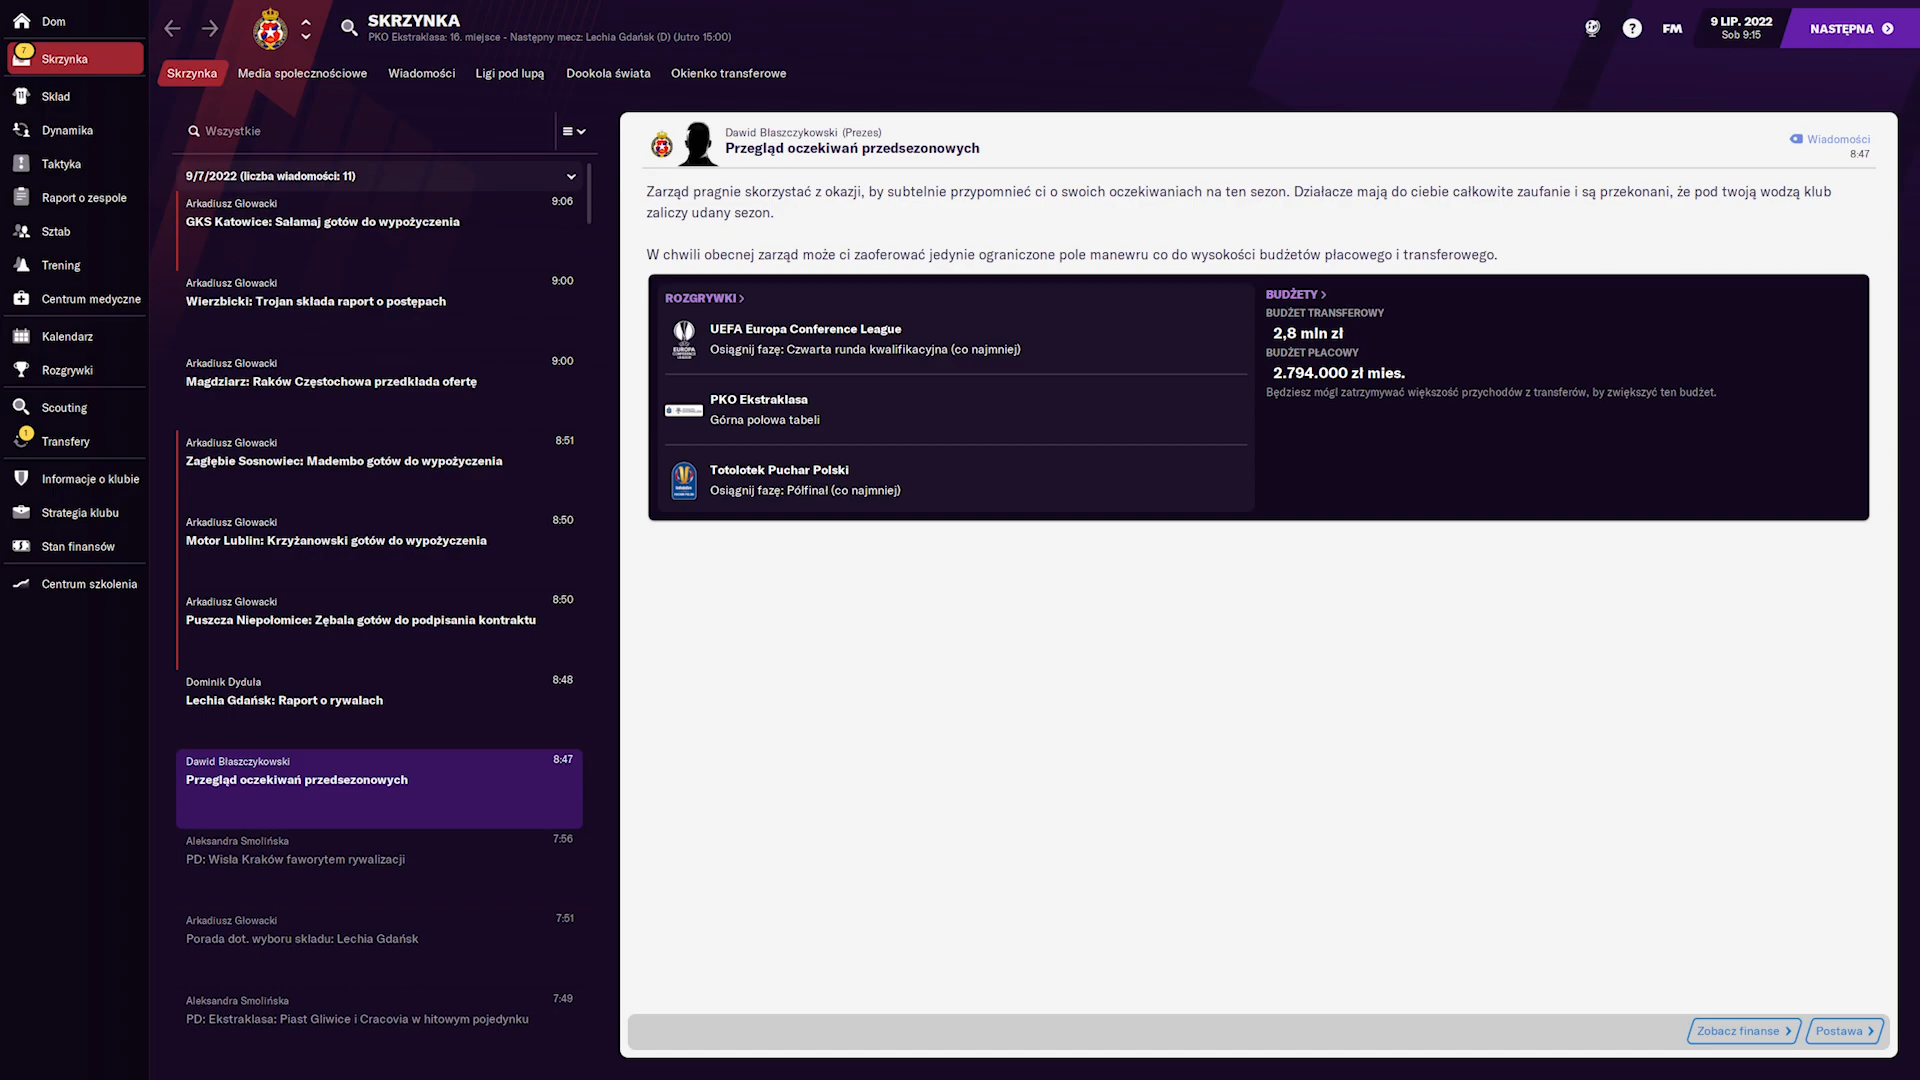 Dom
7
Skrzynka
Skład
Dynamika
Taktyka
Raport o zespole
Sztab
Trening
Centrum medyczne
Kalendarz
Rozgrywki
Scouting
1
Transfery
Informacje o klubie
Strategia klubu
Stan finansów
Centrum szkolenia
SKRZYNKA
PKO Ekstraklasa: 16. miejsce - Następny mecz: Lechia Gdańsk (D) (Jutro 15:00)
FM
9 LIP. 2022
Sob 9:15
NASTĘPNA
Skrzynka Media społecznościowe Wiadomości Ligi pod lupą Dookoła świata Okienko transferowe
Wszystkie
9/7/2022 (liczba wiadomości: 11)
Arkadiusz Głowacki 9:06
GKS Katowice: Sałamaj gotów do wypożyczenia
Arkadiusz Głowacki 9:00
Wierzbicki: Trojan składa raport o postępach
Arkadiusz Głowacki 9:00
Magdziarz: Raków Częstochowa przedkłada ofertę
Arkadiusz Głowacki 8:51
Zagłębie Sosnowiec: Madembo gotów do wypożyczenia
Arkadiusz Głowacki 8:50
Motor Lublin: Krzyżanowski gotów do wypożyczenia
Arkadiusz Głowacki 8:50
Puszcza Niepołomice: Zębala gotów do podpisania kontraktu
Dominik Dyduła 8:48
Lechia Gdańsk: Raport o rywalach
Dawid Błaszczykowski 8:47
Przegląd oczekiwań przedsezonowych
Aleksandra Smolińska 7:56
PD: Wisła Kraków faworytem rywalizacji
Arkadiusz Głowacki 7:51
Porada dot. wyboru składu: Lechia Gdańsk
Aleksandra Smolińska 7:49
PD: Ekstraklasa: Piast Gliwice i Cracovia w hitowym pojedynku
Dawid Błaszczykowski (Prezes)
Przegląd oczekiwań przedsezonowych
Wiadomości
8:47
Zarząd pragnie skorzystać z okazji, by subtelnie przypomnieć ci o swoich oczekiwaniach na ten sezon. Działacze mają do ciebie całkowite zaufanie i są przekonani, że pod twoją wodzą klub
zaliczy udany sezon.
W chwili obecnej zarząd może ci zaoferować jedynie ograniczone pole manewru co do wysokości budżetów płacowego i transferowego.
ROZGRYWKI
UEFA Europa Conference League
Osiągnij fazę: Czwarta runda kwalifikacyjna (co najmniej)
PKO Ekstraklasa
Górna połowa tabeli
Totolotek Puchar Polski
Osiągnij fazę: Półfinał (co najmniej)
BUDŻETY
BUDŻET TRANSFEROWY
2,8 mln zł
BUDŻET PŁACOWY
2.794.000 zł mies.
Będziesz mógł zatrzymywać większość przychodów z transferów, by zwiększyć ten budżet.
Zobacz finanse
Postawa